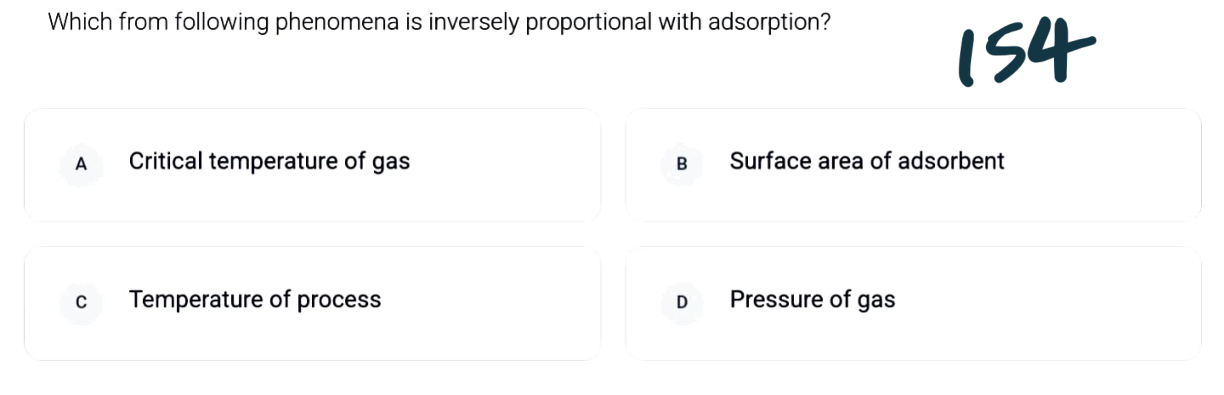 Which from following phenomena is inversely proportional with adsorption?
154
A Critical temperature of gas
B Surface area of adsorbent
C Temperature of process
D Pressure of gas